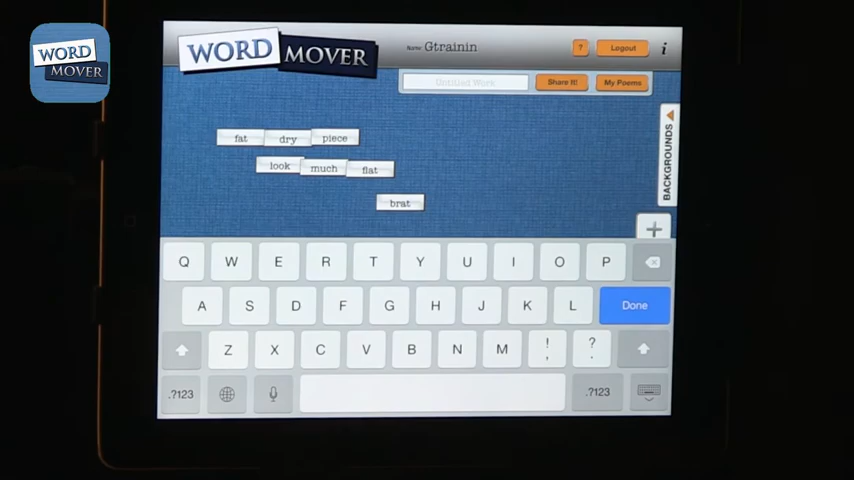 WORD MOVER
WORD MOVER
Name: Gtrainin
?
Logout
i
Untitled Work
Share It!
My Poems
fat dry piece
look much flat
brat
BACKGROUNDS
+
Q W E R T Y U I O P
A S D F G H J K L Done
Z X C V B N M ! , ? .
.?123
.?123